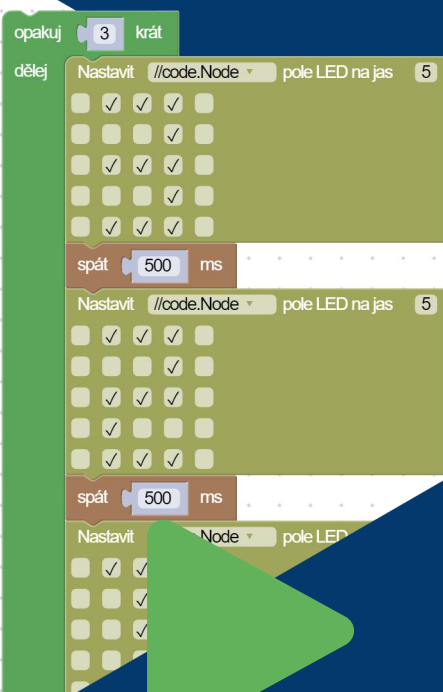 opakuj 3 krát
dělej Nastavit //code.Node pole LED na jas 5
spát 500 ms
Nastavit //code.Node pole LED na jas 5
spát 500 ms
Nastavit Node pole LED